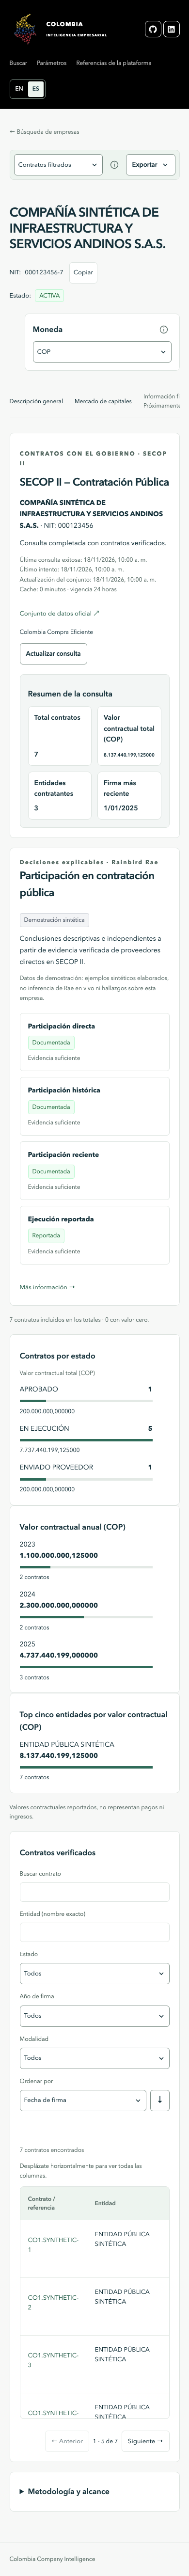 COLOMBIA
INTELIGENCIA EMPRESARIAL
Buscar Parámetros Referencias de la plataforma
EN ES
← Búsqueda de empresas
Contratos filtrados
Exportar
COMPAÑÍA SINTÉTICA DE
INFRAESTRUCTURA Y
SERVICIOS ANDINOS S.A.S.
NIT: 000123456-7 Copiar
Estado: ACTIVA
Moneda
COP
Descripción general Mercado de capitales
Información fi
Próximamente
CONTRATOS CON EL GOBIERNO · SECOP
II
SECOP II — Contratación Pública
COMPAÑÍA SINTÉTICA DE
INFRAESTRUCTURA Y SERVICIOS ANDINOS
S.A.S. · NIT: 000123456
Consulta completada con contratos verificados.
Última consulta exitosa: 18/11/2026, 10:00 a. m.
Último intento: 18/11/2026, 10:00 a. m.
Actualización del conjunto: 18/11/2026, 10:00 a. m.
Caché: 0 minutos · vigencia 24 horas
Conjunto de datos oficial ↗
Colombia Compra Eficiente
Actualizar consulta
Resumen de la consulta
Total contratos
7
Valor
contractual total
(COP)
8.137.440.199,125000
Entidades
contratantes
3
Firma más
reciente
1/01/2025
Decisiones explicables · Rainbird Rae
Participación en contratación
pública
Demostración sintética
Conclusiones descriptivas e independientes a
partir de evidencia verificada de proveedores
directos en SECOP II.
Datos de demostración: ejemplos sintéticos elaborados,
no inferencia de Rae en vivo ni hallazgos sobre esta
empresa.
Participación directa
Documentada
Evidencia suficiente
Participación histórica
Documentada
Evidencia suficiente
Participación reciente
Documentada
Evidencia suficiente
Ejecución reportada
Reportada
Evidencia suficiente
Más información →
7 contratos incluidos en los totales · 0 con valor cero.
Contratos por estado
Valor contractual total (COP)
APROBADO 1
200.000.000,000000
EN EJECUCIÓN 5
7.737.440.199,125000
ENVIADO PROVEEDOR 1
200.000.000,000000
Valor contractual anual (COP)
2023
1.100.000.000,125000
2 contratos
2024
2.300.000.000,000000
2 contratos
2025
4.737.440.199,000000
3 contratos
Top cinco entidades por valor contractual
(COP)
ENTIDAD PÚBLICA SINTÉTICA
8.137.440.199,125000
7 contratos
Valores contractuales reportados, no representan pagos ni
ingresos.
Contratos verificados
Buscar contrato
Entidad (nombre exacto)
Estado
Todos
Año de firma
Todos
Modalidad
Todos
Ordenar por
Fecha de firma ↓
7 contratos encontrados
Desplázate horizontalmente para ver todas las
columnas.
Contrato /
referencia
Entidad
CO1.SYNTHETIC-
1
ENTIDAD PÚBLICA
SINTÉTICA
CO1.SYNTHETIC-
2
ENTIDAD PÚBLICA
SINTÉTICA
CO1.SYNTHETIC-
3
ENTIDAD PÚBLICA
SINTÉTICA
CO1.SYNTHETIC-
ENTIDAD PÚBLICA
SINTÉTICA
← Anterior 1 - 5 de 7 Siguiente →
▶ Metodología y alcance
Colombia Company Intelligence